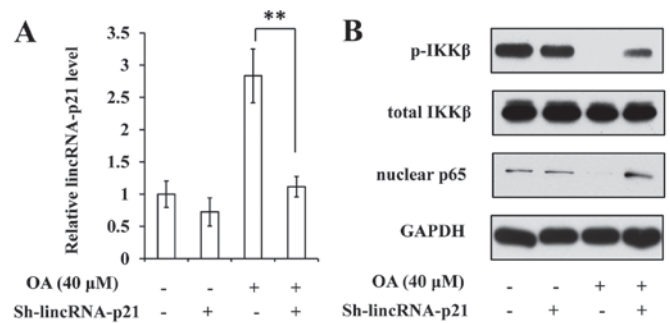 A
Relative lincRNA-p21 level
4
3.5
3
2.5
2
1.5
1
0.5
0
**
OA (40 μM) - - + +
Sh-lincRNA-p21 - + - +
B
p-IKKβ
total IKKβ
nuclear p65
GAPDH
OA (40 μM) - - + +
Sh-lincRNA-p21 - + - +